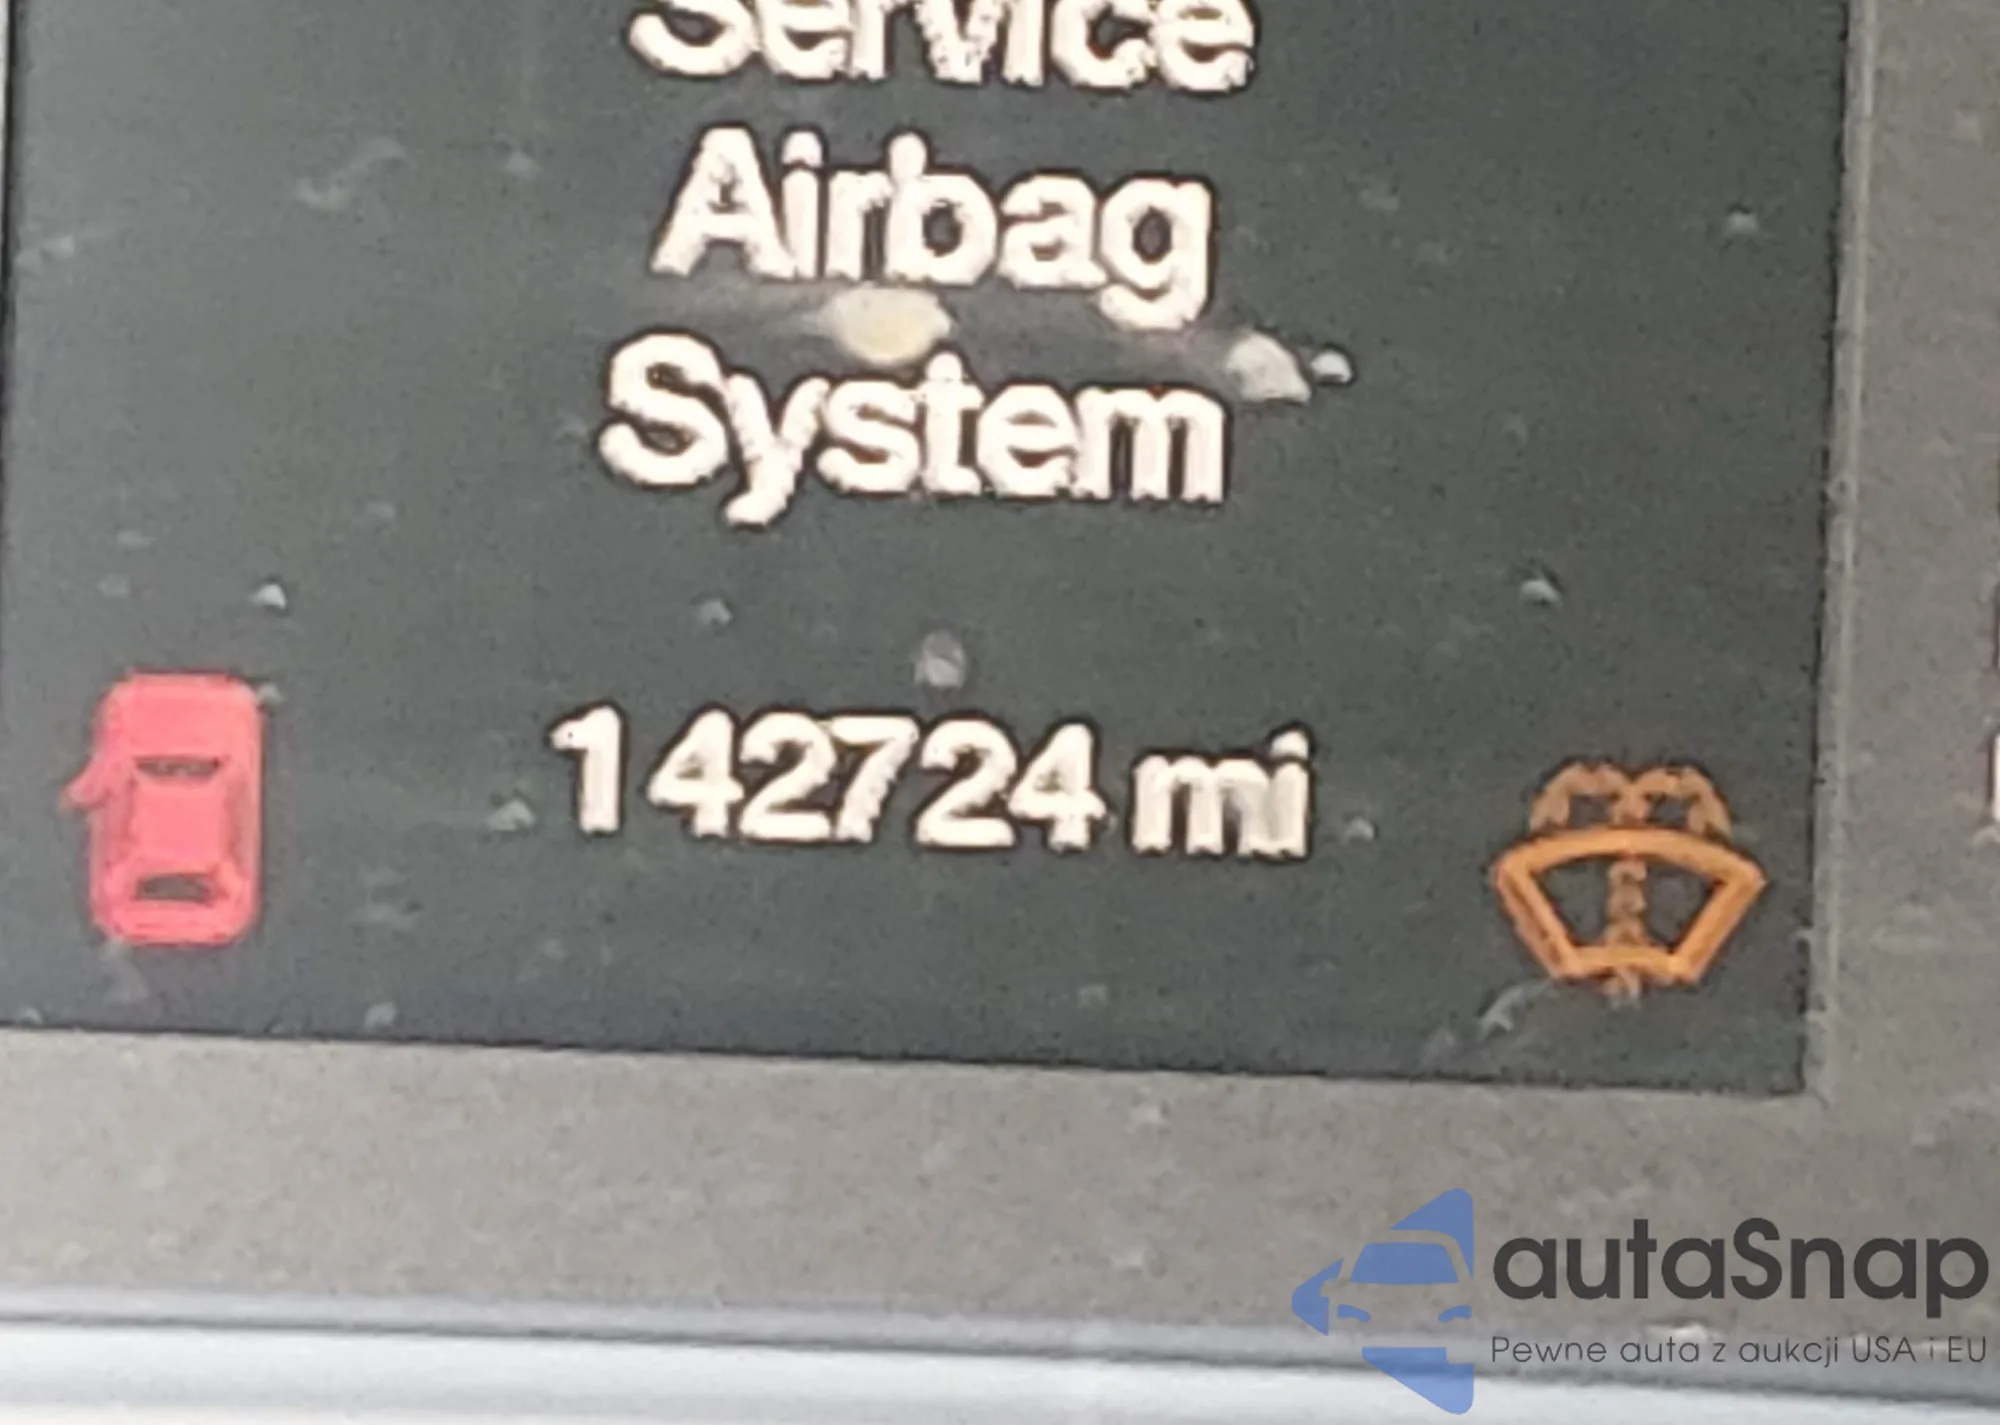 Service
Airbag
System
142724 mi
autaSnap
Pewne auta z aukcji USA i EU